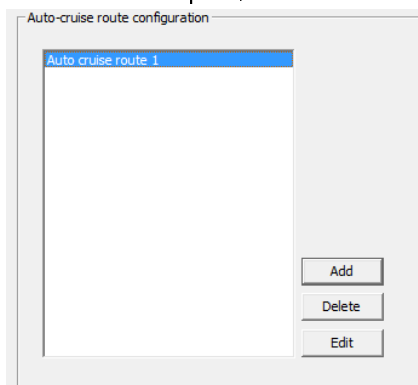 Auto-cruise route configuration
Auto cruise route 1
Add
Delete
Edit